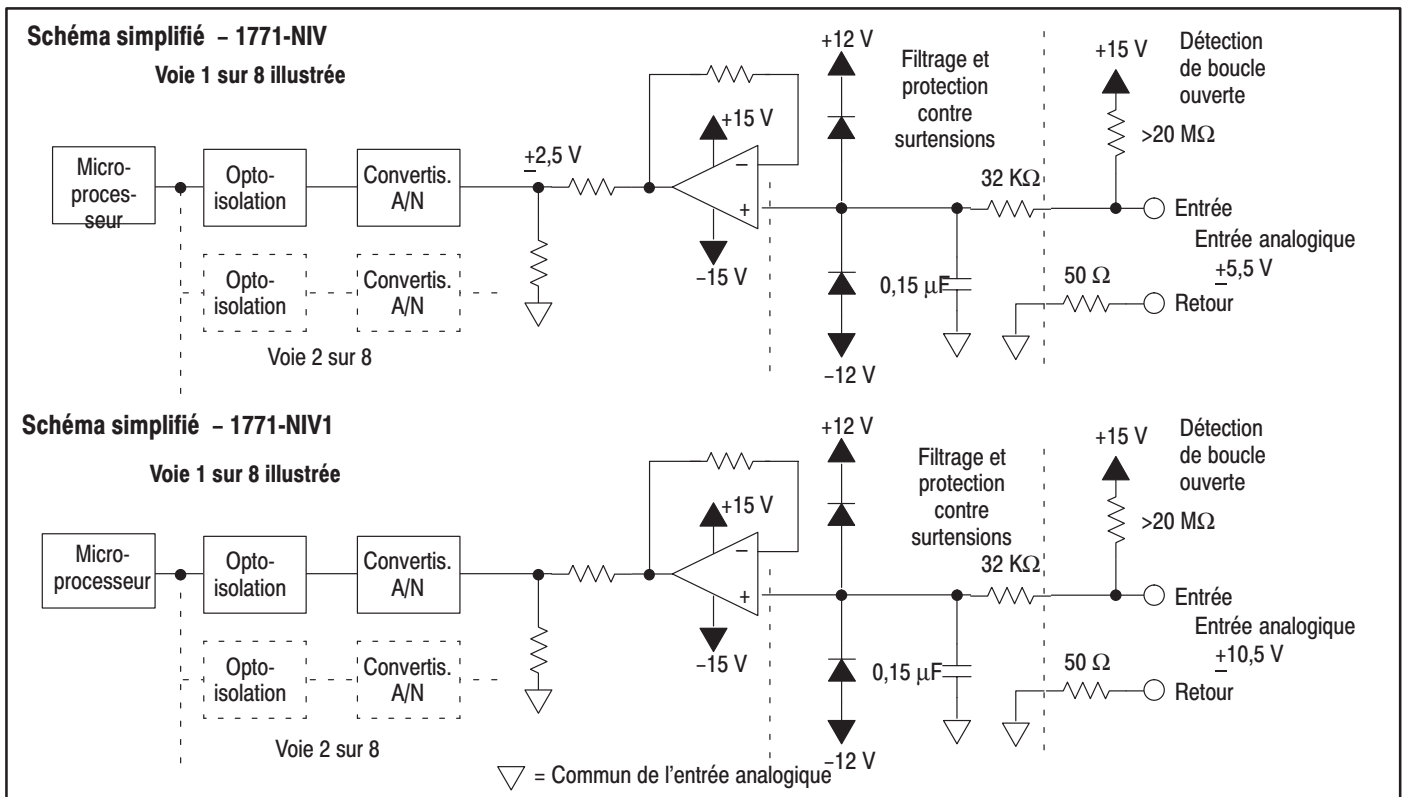 Schéma simplifié – 1771-NIV
Voie 1 sur 8 illustrée
+12 V
Filtrage et
protection
contre
surtensions
+15 V
Détection
de boucle
ouverte
>20 MΩ
+15 V
Micro-
proces-
seur
Opto-
isolation
Convertis.
A/N
±2,5 V
–
+
–15 V
32 KΩ
Entrée
Entrée analogique
±5,5 V
Opto-
isolation
Convertis.
A/N
0,15 µF
50 Ω
Retour
Voie 2 sur 8
–12 V
Schéma simplifié – 1771-NIV1
Voie 1 sur 8 illustrée
+12 V
Filtrage et
protection
contre
surtensions
+15 V
Détection
de boucle
ouverte
>20 MΩ
+15 V
Micro-
processeur
Opto-
isolation
Convertis.
A/N
–
+
–15 V
32 KΩ
Entrée
Entrée analogique
±10,5 V
Opto-
isolation
Convertis.
A/N
0,15 µF
50 Ω
Retour
Voie 2 sur 8
–12 V
= Commun de l'entrée analogique